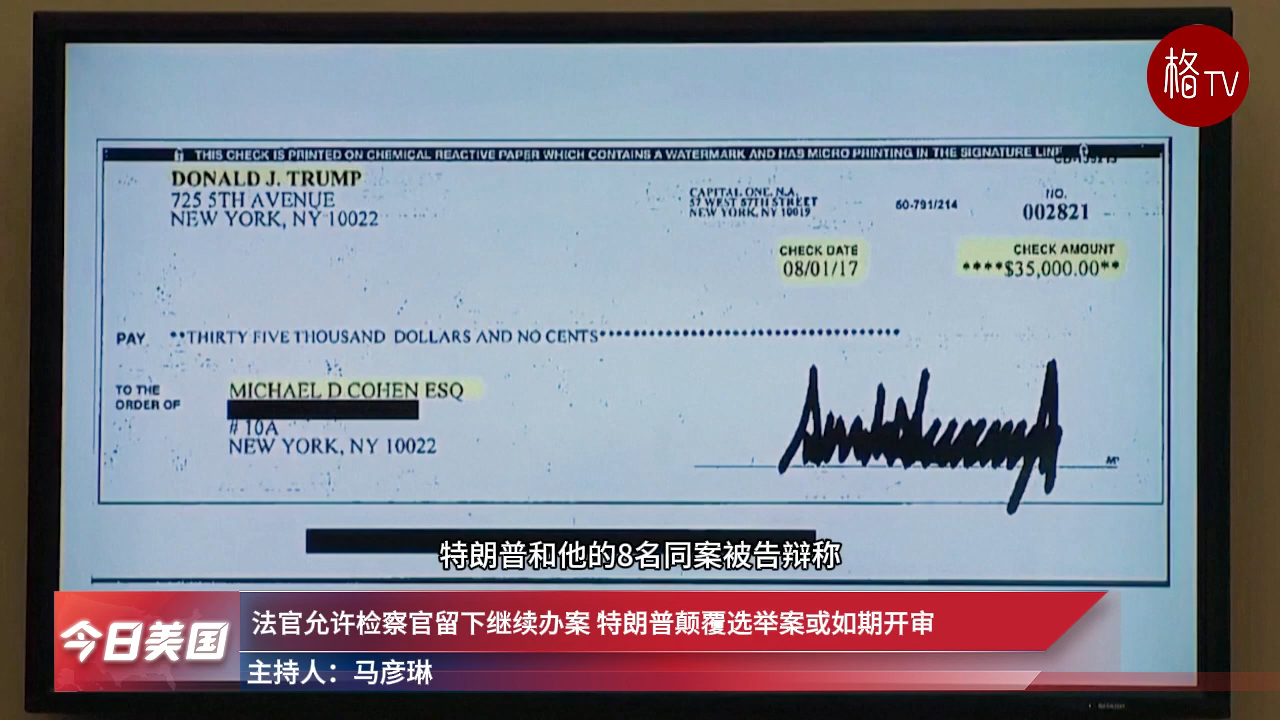 格TV
THIS CHECK IS PRINTED ON CHEMICAL REACTIVE PAPER WHICH CONTAINS A WATERMARK AND HAS MICRO PRINTING IN THE SIGNATURE LINE
DONALD J. TRUMP
725 5TH AVENUE
NEW YORK, NY 10022
CAPITAL ONE, N.A.
57 WEST 57TH STREET
NEW YORK, NY 10019
60-791/214
NO.
002821
CHECK DATE
08/01/17
CHECK AMOUNT
****$35,000.00**
PAY **THIRTY FIVE THOUSAND DOLLARS AND NO CENTS
TO THE
ORDER OF
MICHAEL D COHEN ESQ
# 10A
NEW YORK, NY 10022
MP
特朗普和他的8名同案被告辩称
今日美国
法官允许检察官留下继续办案 特朗普颠覆选举案或如期开审
主持人：马彦琳